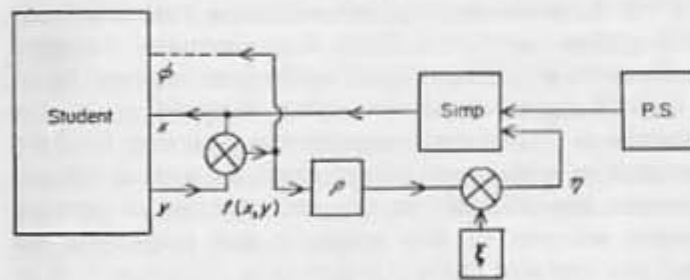 ϕ
Student
x
Simp
P.S.
y
f(x,y)
ρ
η
ξ